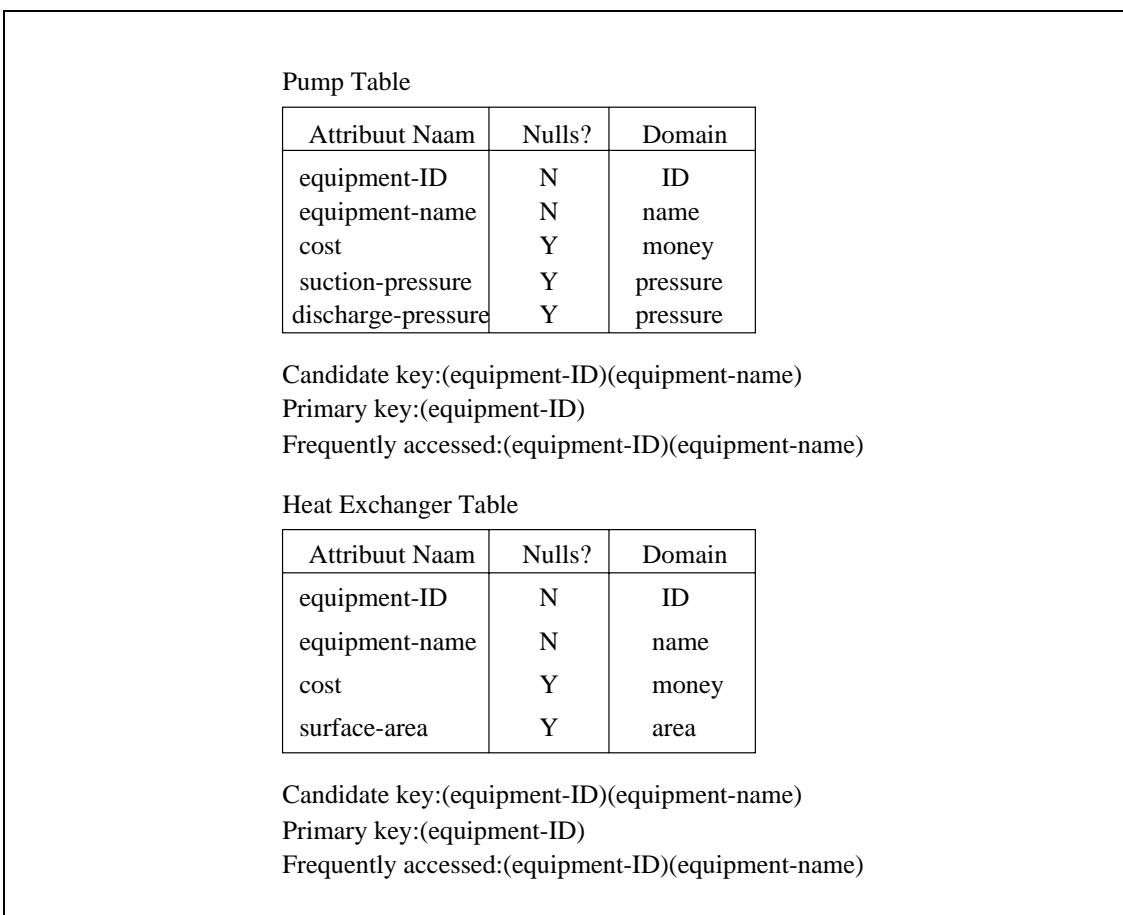 Pump Table
Attribuut Naam Nulls? Domain
equipment-ID N ID
equipment-name N name
cost Y money
suction-pressure Y pressure
discharge-pressure Y pressure
Candidate key:(equipment-ID)(equipment-name)
Primary key:(equipment-ID)
Frequently accessed:(equipment-ID)(equipment-name)
Heat Exchanger Table
Attribuut Naam Nulls? Domain
equipment-ID N ID
equipment-name N name
cost Y money
surface-area Y area
Candidate key:(equipment-ID)(equipment-name)
Primary key:(equipment-ID)
Frequently accessed:(equipment-ID)(equipment-name)